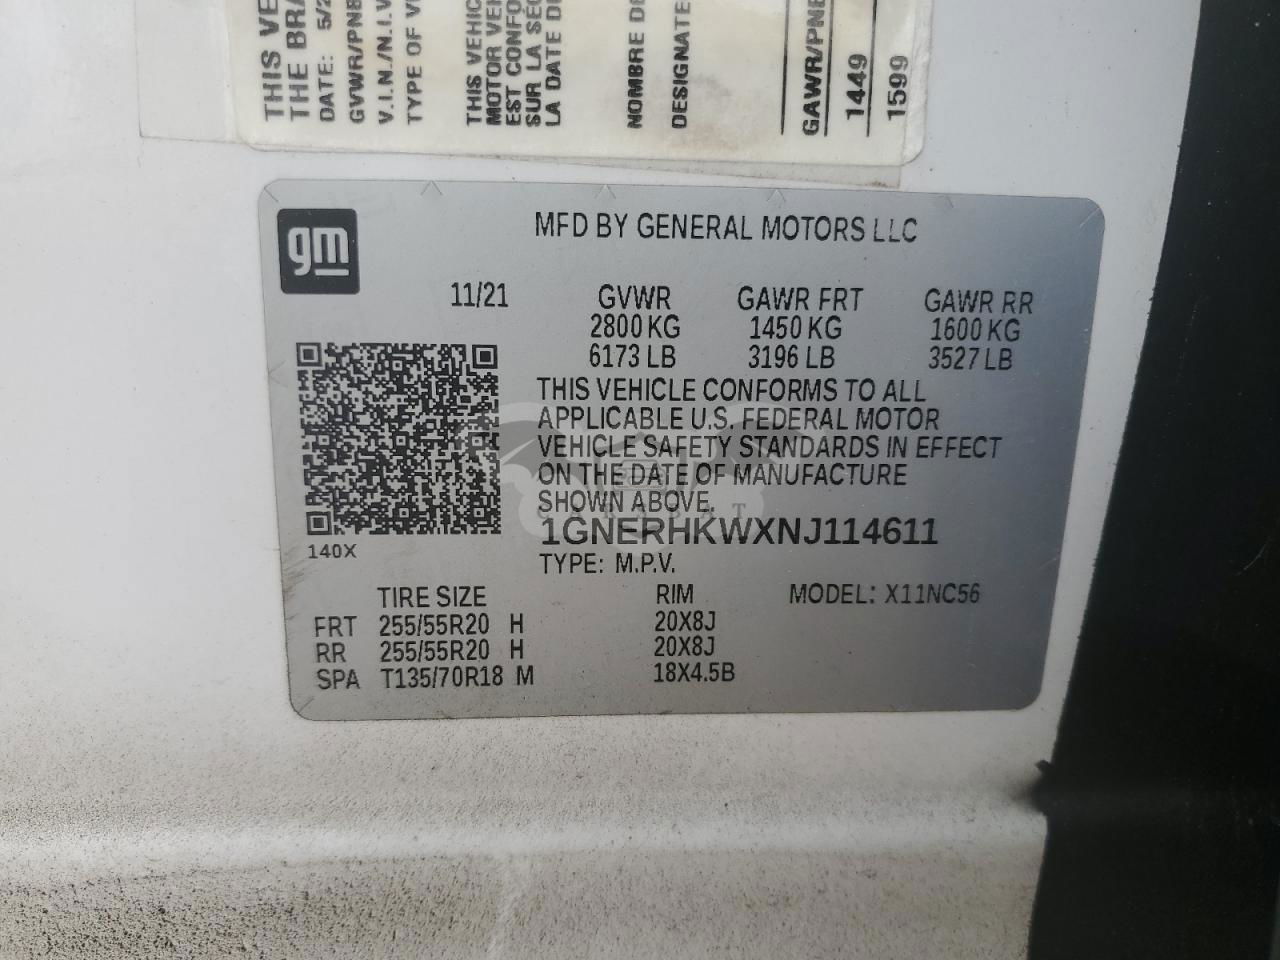 THIS VE
THE BRA
DATE: 5/2
GVWR/PNB
V.I.N./N.I.V
TYPE OF V
THIS VEHIC
MOTOR VEH
EST CONFO
SUR LA SÉC
LA DATE DE
NOMBRE DE
DESIGNATE
GAWR/PNB
1449
1599
gm
MFD BY GENERAL MOTORS LLC
11/21 GVWR GAWR FRT GAWR RR
2800 KG 1450 KG 1600 KG
6173 LB 3196 LB 3527 LB
THIS VEHICLE CONFORMS TO ALL
APPLICABLE U.S. FEDERAL MOTOR
VEHICLE SAFETY STANDARDS IN EFFECT
ON THE DATE OF MANUFACTURE
SHOWN ABOVE.
1GNERHKWXNJ114611
140X
TYPE: M.P.V.
TIRE SIZE RIM MODEL: X11NC56
FRT 255/55R20 H 20X8J
RR 255/55R20 H 20X8J
SPA T135/70R18 M 18X4.5B